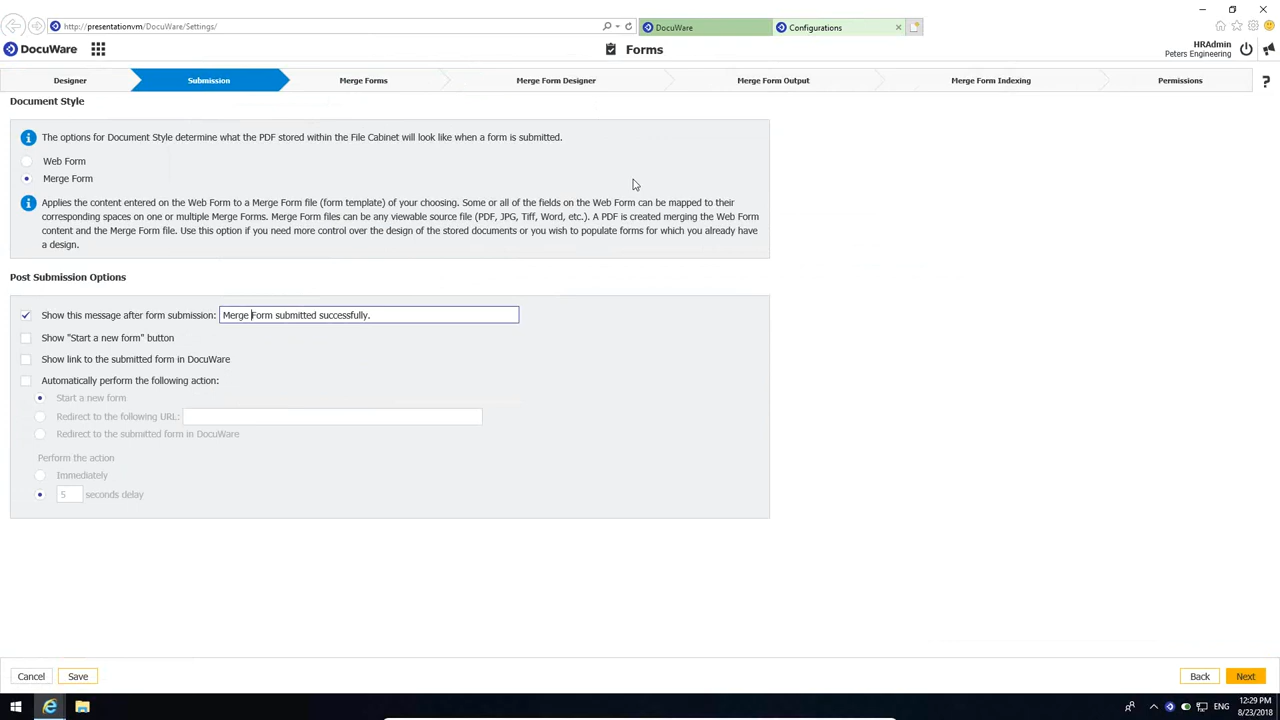 http://presentationvm/DocuWare/Settings/
DocuWare
Configurations
DocuWare
Forms
HRAdmin
Peters Engineering
Designer
Submission
Merge Forms
Merge Form Designer
Merge Form Output
Merge Form Indexing
Permissions
?
Document Style
The options for Document Style determine what the PDF stored within the File Cabinet will look like when a form is submitted.
Web Form
Merge Form
Applies the content entered on the Web Form to a Merge Form file (form template) of your choosing. Some or all of the fields on the Web Form can be mapped to their
corresponding spaces on one or multiple Merge Forms. Merge Form files can be any viewable source file (PDF, JPG, Tiff, Word, etc.). A PDF is created merging the Web Form
content and the Merge Form file. Use this option if you need more control over the design of the stored documents or you wish to populate forms for which you already have
a design.
Post Submission Options
Show this message after form submission: Merge Form submitted successfully.
Show "Start a new form" button
Show link to the submitted form in DocuWare
Automatically perform the following action:
Start a new form
Redirect to the following URL:
Redirect to the submitted form in DocuWare
Perform the action
Immediately
5 seconds delay
Cancel
Save
Back
Next
ENG
12:29 PM
8/23/2018